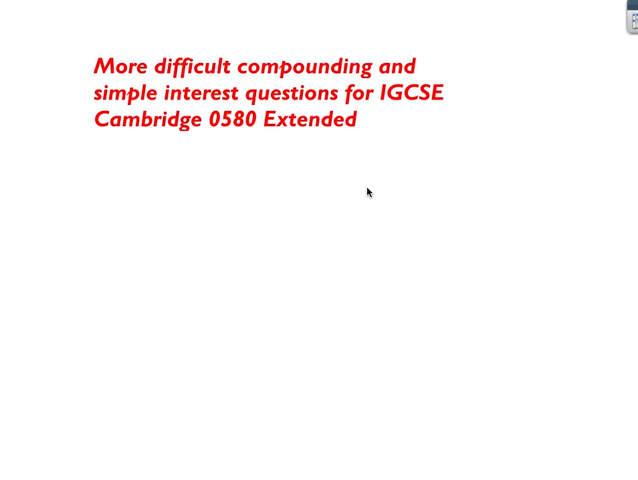 More difficult compounding and
simple interest questions for IGCSE
Cambridge 0580 Extended